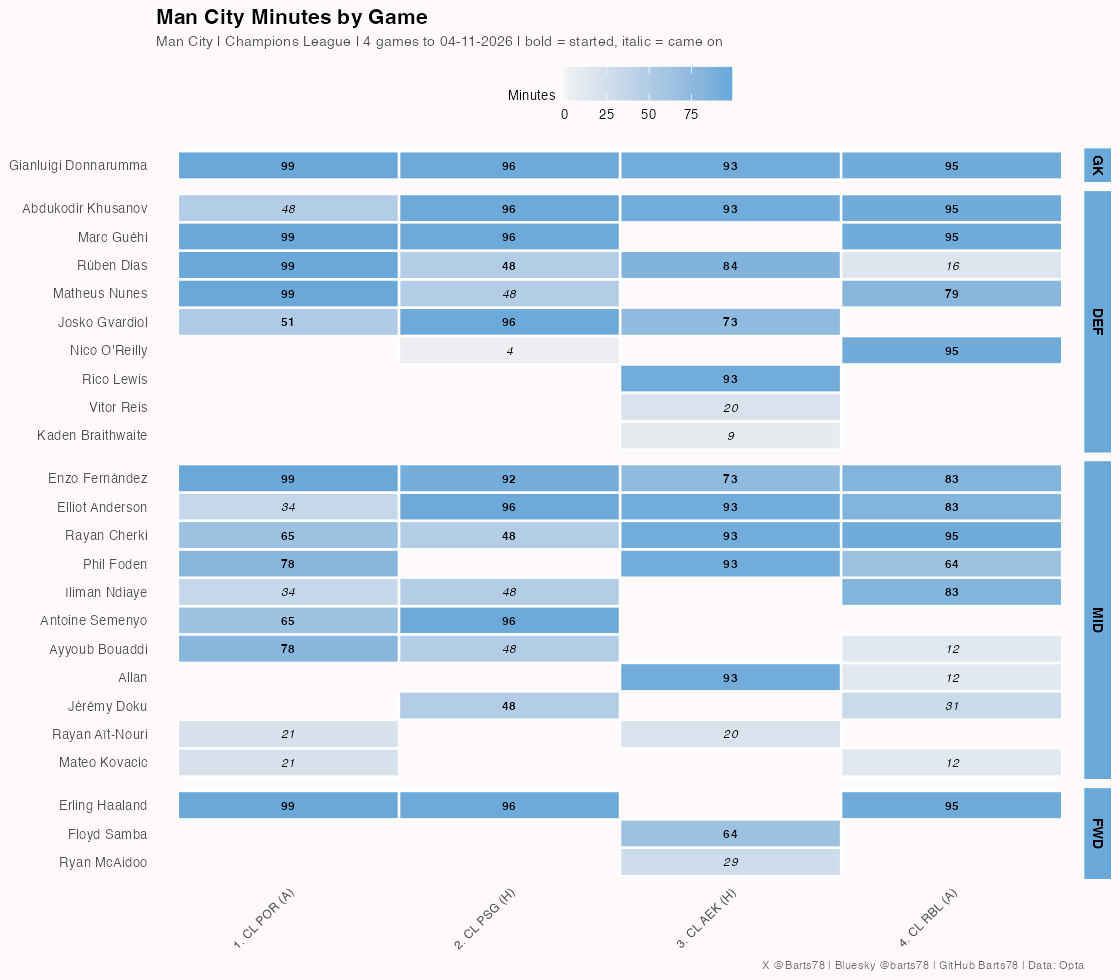 Man City Minutes by Game
Man City | Champions League | 4 games to 04-11-2026 | bold = started, italic = came on
Minutes
0 25 50 75
Gianluigi Donnarumma 99 96 93 95
GK
Abdukodir Khusanov 48 96 93 95
Marc Guéhi 99 96 95
Rúben Dias 99 48 84 16
Matheus Nunes 99 48 79
Josko Gvardiol 51 96 73
Nico O'Reilly 4 95
Rico Lewis 93
Vitor Reis 20
Kaden Braithwaite 9
DEF
Enzo Fernández 99 92 73 83
Elliot Anderson 34 96 93 83
Rayan Cherki 65 48 93 95
Phil Foden 78 93 64
Iliman Ndiaye 34 48 83
Antoine Semenyo 65 96
Ayyoub Bouaddi 78 48 12
Allan 93 12
Jérémy Doku 48 31
Rayan Aït-Nouri 21 20
Mateo Kovacic 21 12
MID
Erling Haaland 99 96 95
Floyd Samba 64
Ryan McAidoo 29
FWD
1. CL POR (A)
2. CL PSG (H)
3. CL AEK (H)
4. CL RBL (A)
X @Barts78 | Bluesky @barts78 | GitHub Barts78 | Data: Opta